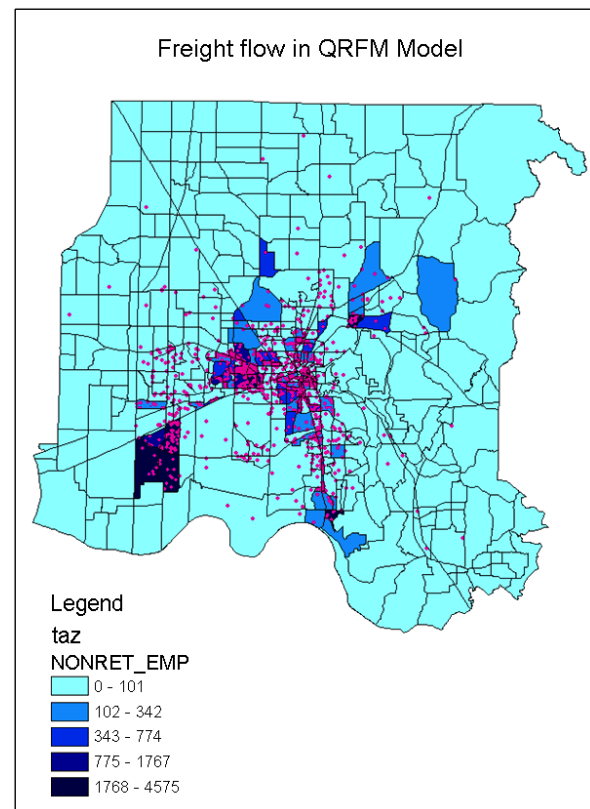 Freight flow in QRFM Model
Legend
taz
NONRET_EMP
0 - 101
102 - 342
343 - 774
775 - 1767
1768 - 4575